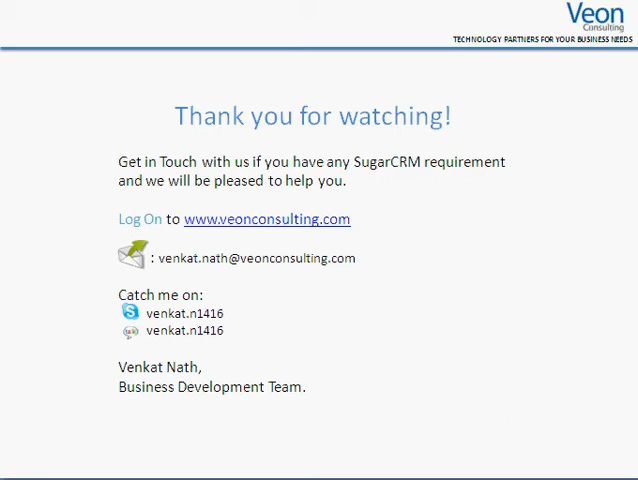 Veon
Consulting
TECHNOLOGY PARTNERS FOR YOUR BUSINESS NEEDS
Thank you for watching!
Get in Touch with us if you have any SugarCRM requirement
and we will be pleased to help you.
Log On to www.veonconsulting.com
: venkat.nath@veonconsulting.com
Catch me on:
venkat.n1416
talk venkat.n1416
Venkat Nath,
Business Development Team.